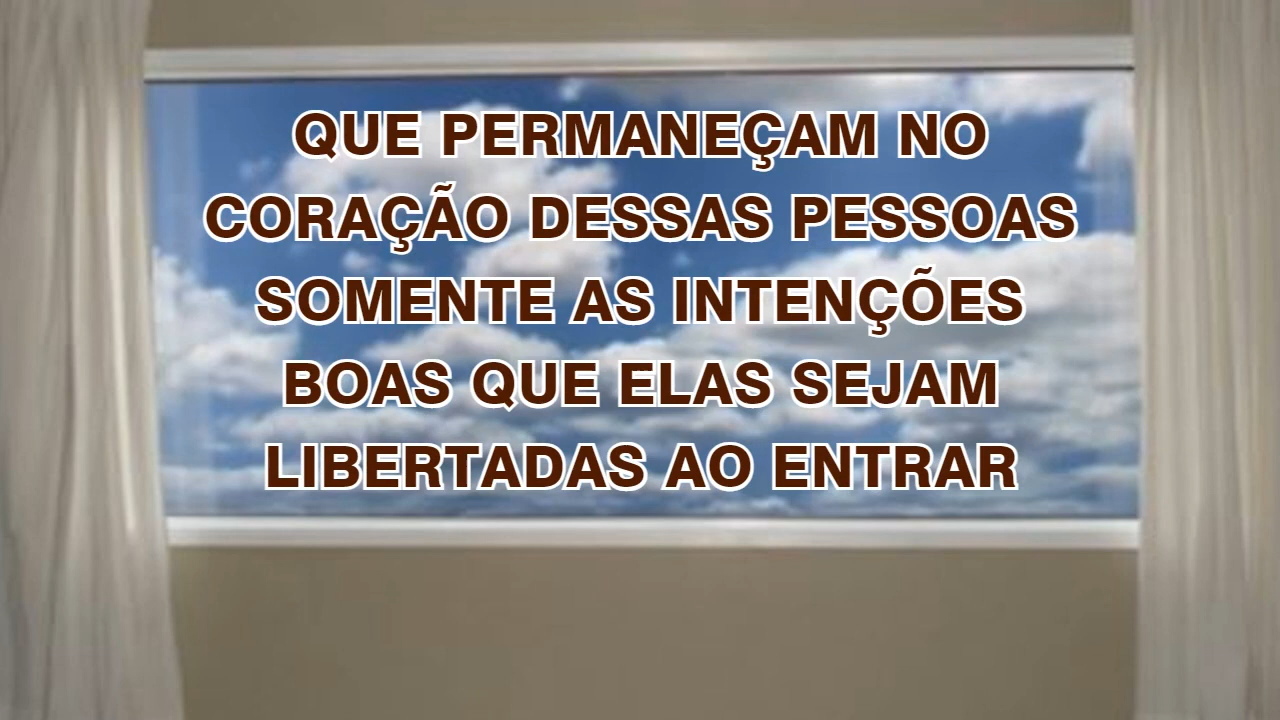 QUE PERMANEÇAM NO
CORAÇÃO DESSAS PESSOAS
SOMENTE AS INTENÇÕES
BOAS QUE ELAS SEJAM
LIBERTADAS AO ENTRAR